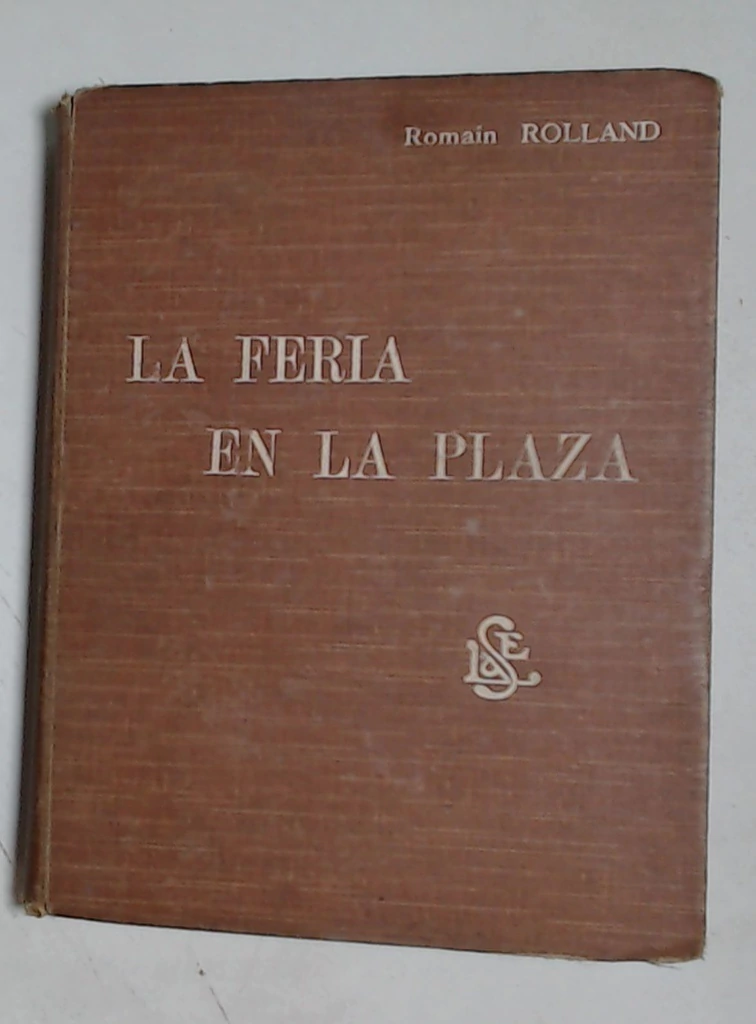 Romain ROLLAND
LA FERIA
EN LA PLAZA